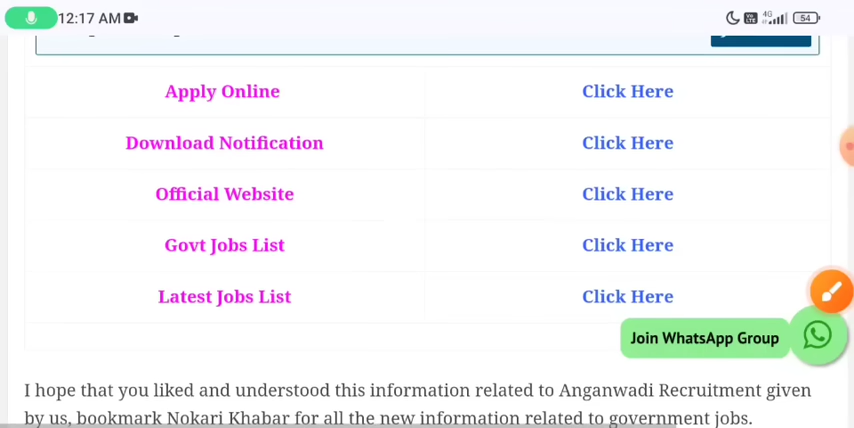 12:17 AM
4G
54
Apply Online Click Here
Download Notification Click Here
Official Website Click Here
Govt Jobs List Click Here
Latest Jobs List Click Here
Join WhatsApp Group
I hope that you liked and understood this information related to Anganwadi Recruitment given
by us, bookmark Nokari Khabar for all the new information related to government jobs.